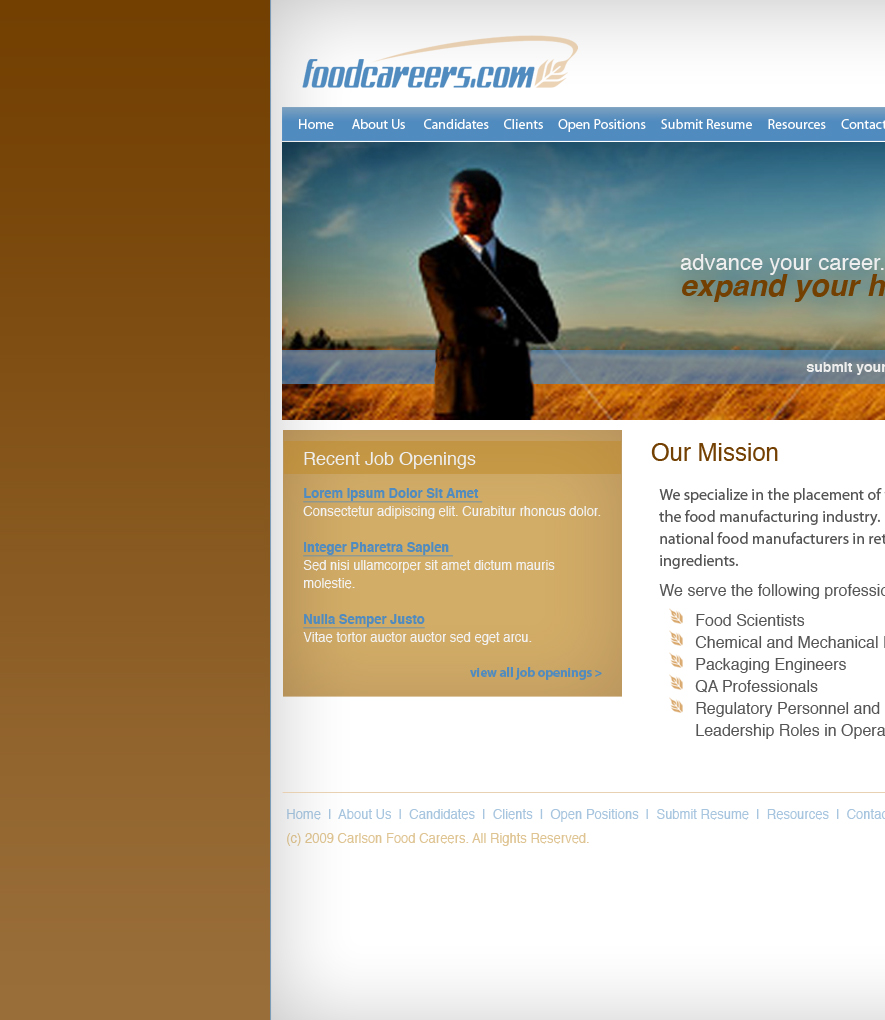 foodcareers.com
Home About Us Candidates Clients Open Positions Submit Resume Resources Contact
advance your career.
expand your h
submit your
Recent Job Openings
Lorem Ipsum Dolor Sit Amet
Consectetur adipiscing elit. Curabitur rhoncus dolor.
Integer Pharetra Sapien
Sed nisi ullamcorper sit amet dictum mauris
molestie.
Nulla Semper Justo
Vitae tortor auctor auctor sed eget arcu.
view all job openings >
Our Mission
We specialize in the placement of
the food manufacturing industry.
national food manufacturers in ret
ingredients.
We serve the following professio
Food Scientists
Chemical and Mechanical
Packaging Engineers
QA Professionals
Regulatory Personnel and
Leadership Roles in Opera
Home | About Us | Candidates | Clients | Open Positions | Submit Resume | Resources | Contac
(c) 2009 Carlson Food Careers. All Rights Reserved.